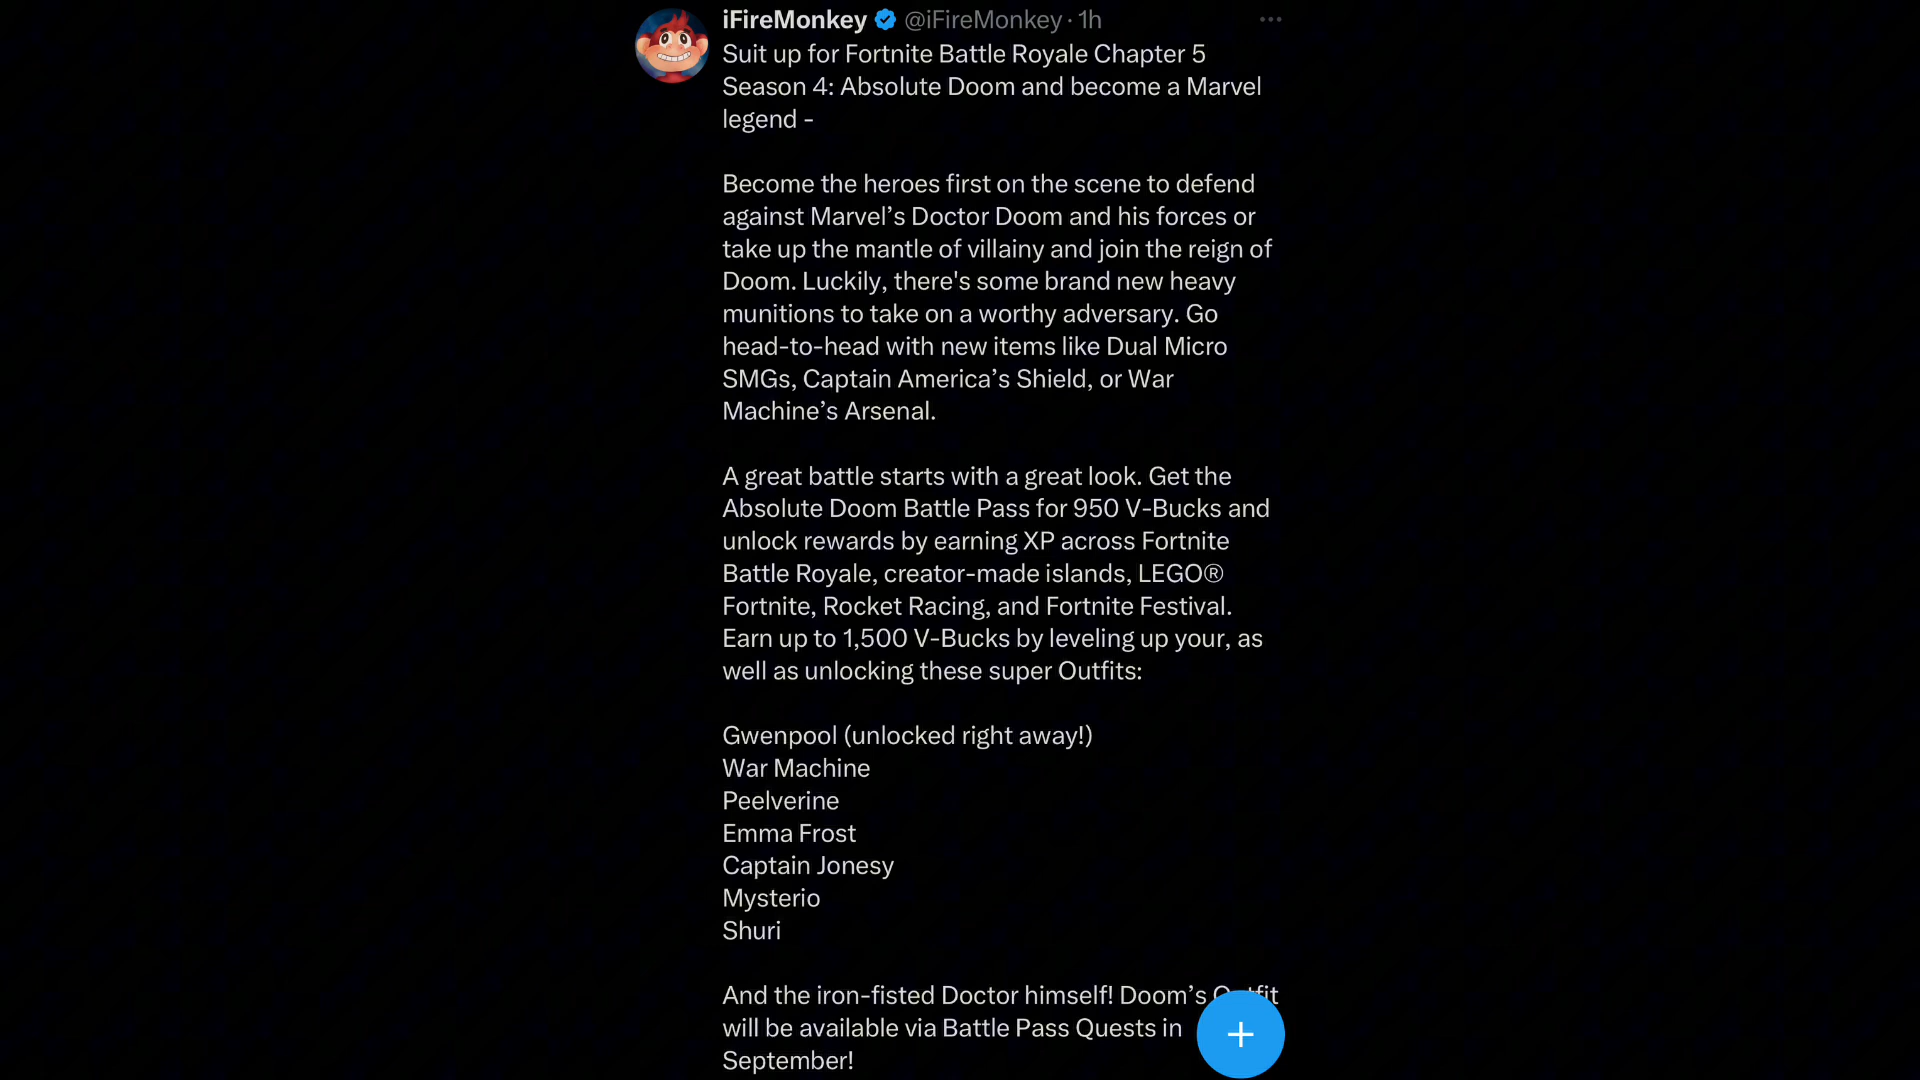 iFireMonkey @iFireMonkey · 1h
Suit up for Fortnite Battle Royale Chapter 5
Season 4: Absolute Doom and become a Marvel
legend -
Become the heroes first on the scene to defend
against Marvel’s Doctor Doom and his forces or
take up the mantle of villainy and join the reign of
Doom. Luckily, there's some brand new heavy
munitions to take on a worthy adversary. Go
head-to-head with new items like Dual Micro
SMGs, Captain America’s Shield, or War
Machine’s Arsenal.
A great battle starts with a great look. Get the
Absolute Doom Battle Pass for 950 V-Bucks and
unlock rewards by earning XP across Fortnite
Battle Royale, creator-made islands, LEGO®
Fortnite, Rocket Racing, and Fortnite Festival.
Earn up to 1,500 V-Bucks by leveling up your, as
well as unlocking these super Outfits:
Gwenpool (unlocked right away!)
War Machine
Peelverine
Emma Frost
Captain Jonesy
Mysterio
Shuri
And the iron-fisted Doctor himself! Doom’s Outfit
will be available via Battle Pass Quests in
September!